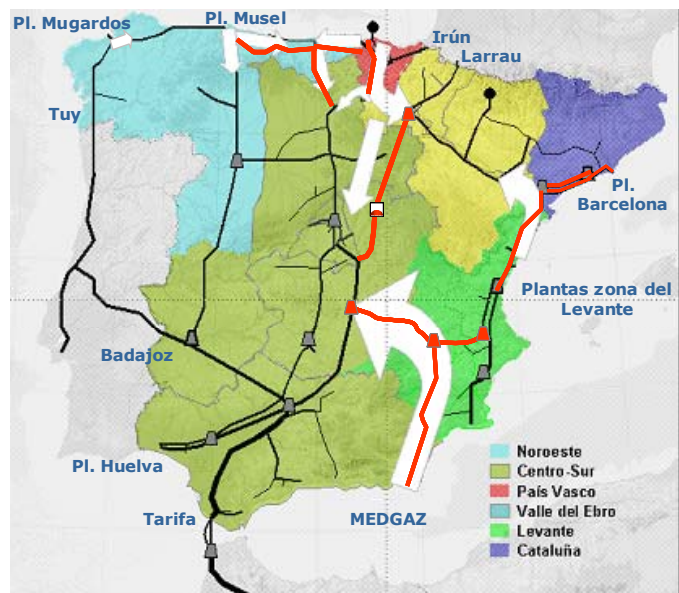 Pl. Mugardos
Pl. Musel
Irún
Larrau
Tuy
Pl.
Barcelona
Plantas zona del
Levante
Badajoz
Pl. Huelva
Tarifa
MEDGAZ
Noroeste
Centro-Sur
País Vasco
Valle del Ebro
Levante
Cataluña